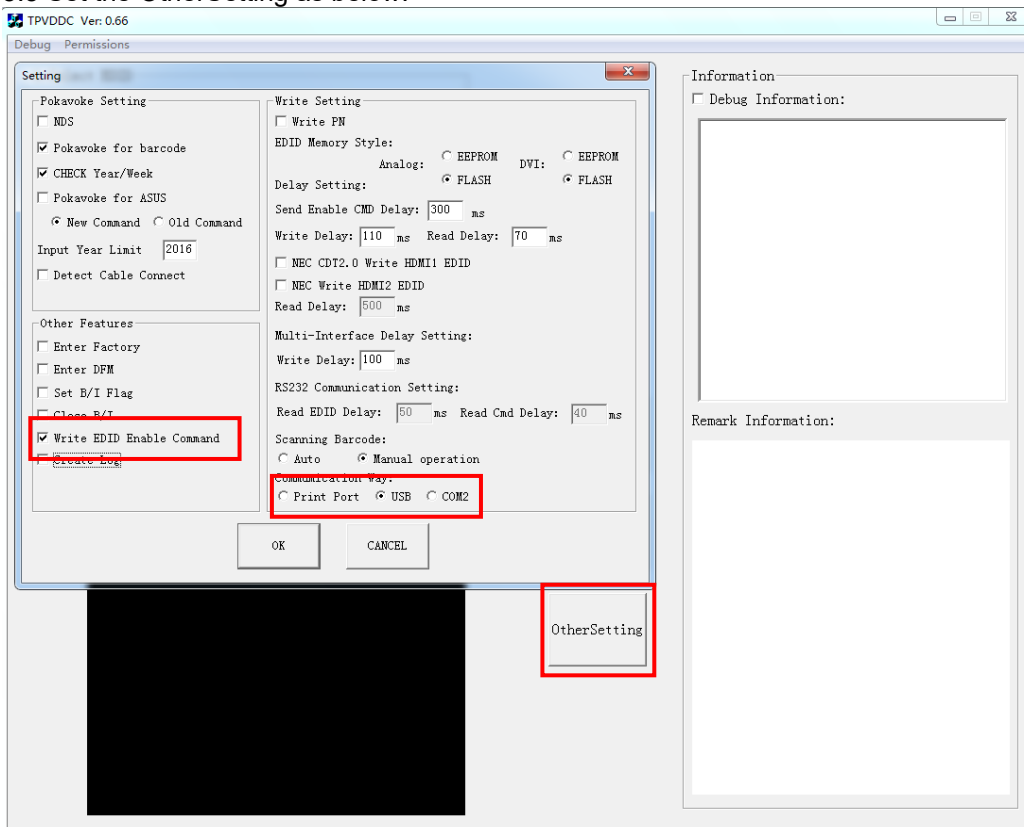 TPVDDC Ver: 0.66
Debug Permissions
Setting
Pokavoke Setting
NDS
Pokavoke for barcode
CHECK Year/Week
Pokavoke for ASUS
New Command Old Command
Input Year Limit 2016
Detect Cable Connect
Other Features
Enter Factory
Enter DFM
Set B/I Flag
Close B/I
Write EDID Enable Command
Create Log
Write Setting
Write PN
EDID Memory Style:
Analog: EEPROM DVI: EEPROM
FLASH FLASH
Delay Setting:
Send Enable CMD Delay: 300 ms
Write Delay: 110 ms Read Delay: 70 ms
NEC CDT2.0 Write HDMI1 EDID
NEC Write HDMI2 EDID
Read Delay: 500 ms
Multi-Interface Delay Setting:
Write Delay: 100 ms
RS232 Communication Setting:
Read EDID Delay: 50 ms Read Cmd Delay: 40 ms
Scanning Barcode:
Auto Manual operation
Communication Way:
Print Port USB COM2
OK CANCEL
OtherSetting
Information
Debug Information:
Remark Information: